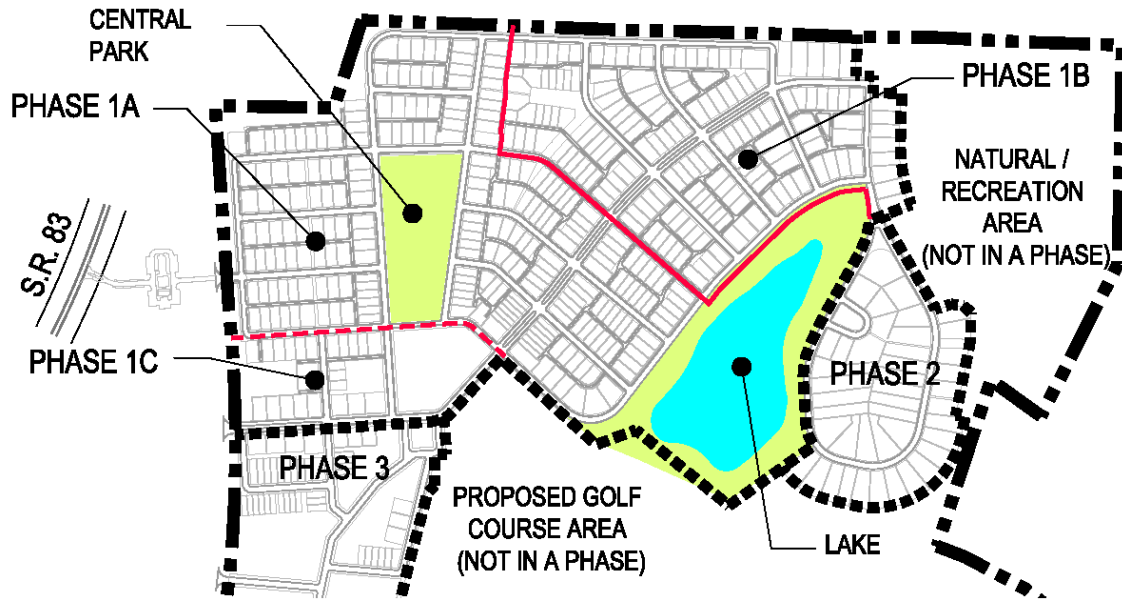 CENTRAL
PARK
PHASE 1A
PHASE 1B
NATURAL /
RECREATION
AREA
(NOT IN A PHASE)
S.R. 83
PHASE 1C
PHASE 2
PHASE 3
PROPOSED GOLF
COURSE AREA
(NOT IN A PHASE)
LAKE